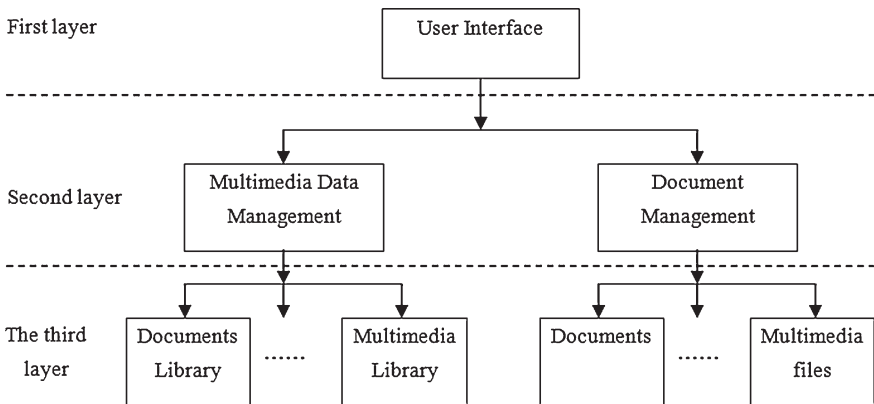 First layer
User Interface
Second layer
Multimedia Data
Management
Document
Management
The third
layer
Documents
Library
......
Multimedia
Library
Documents
......
Multimedia
files